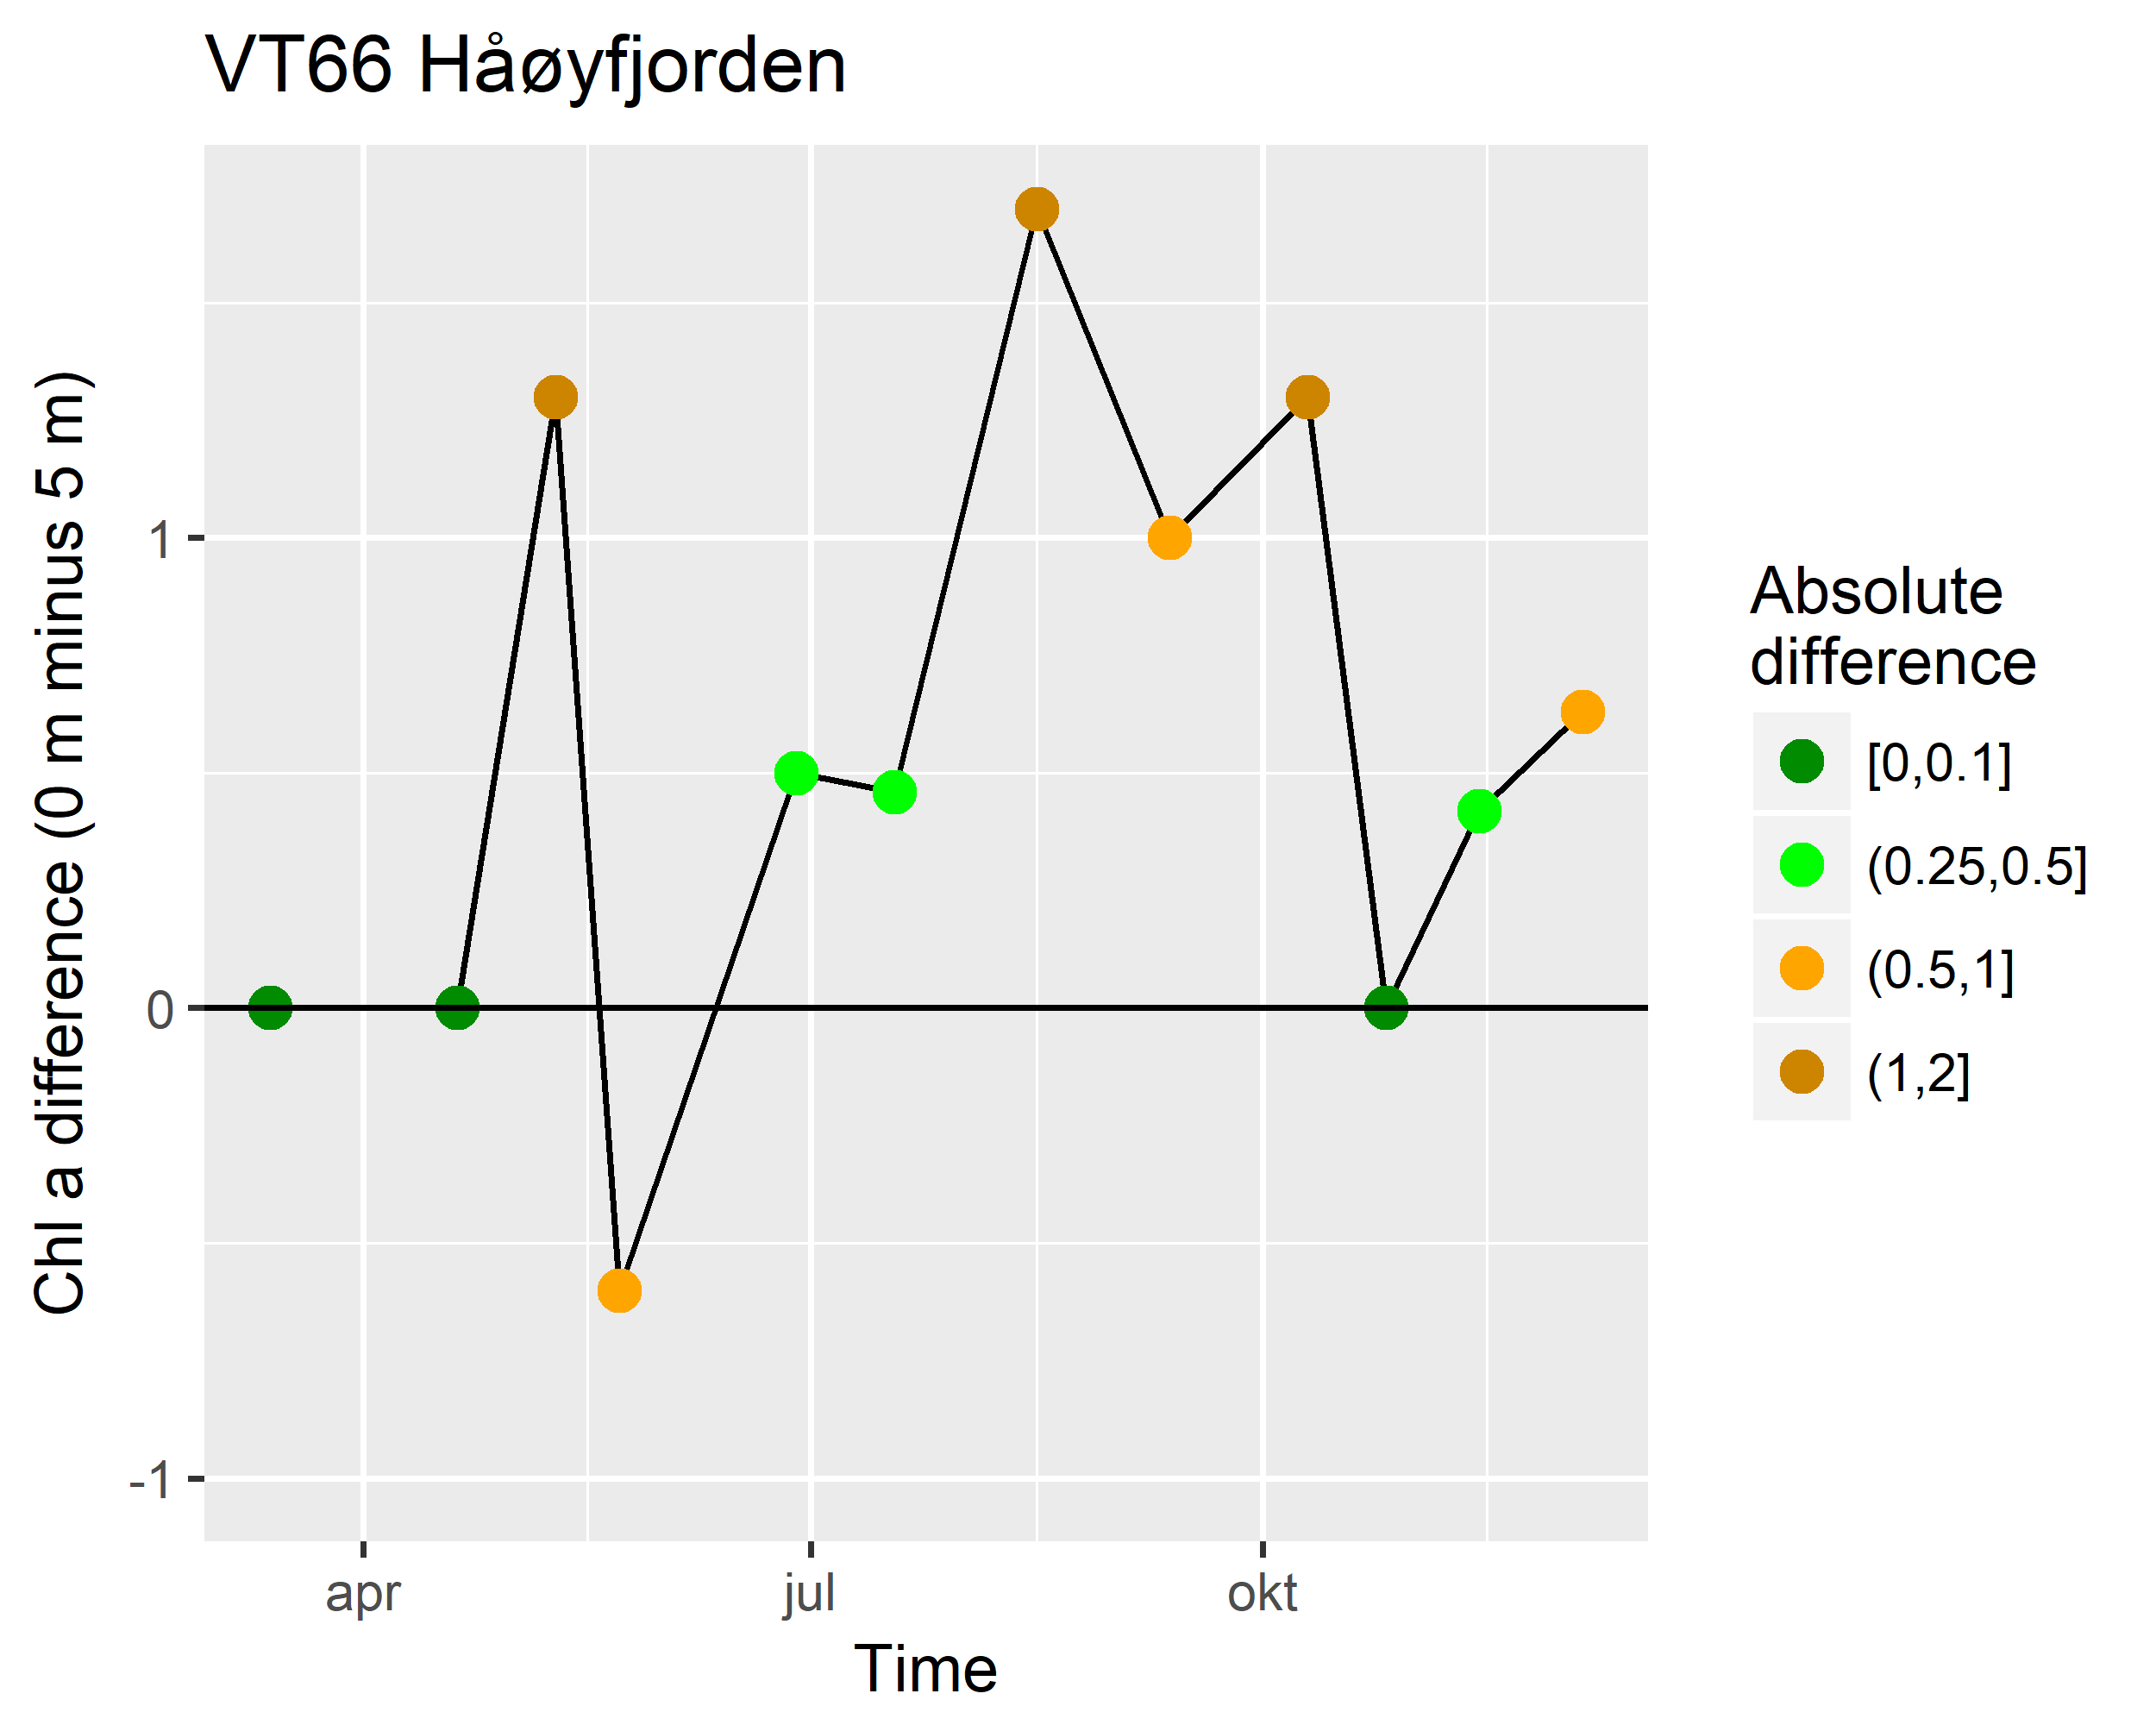 VT66 Håøyfjorden
Chl a difference (0 m minus 5 m)
1
0
-1
apr
jul
okt
Time
Absolute
difference
[0,0.1]
(0.25,0.5]
(0.5,1]
(1,2]